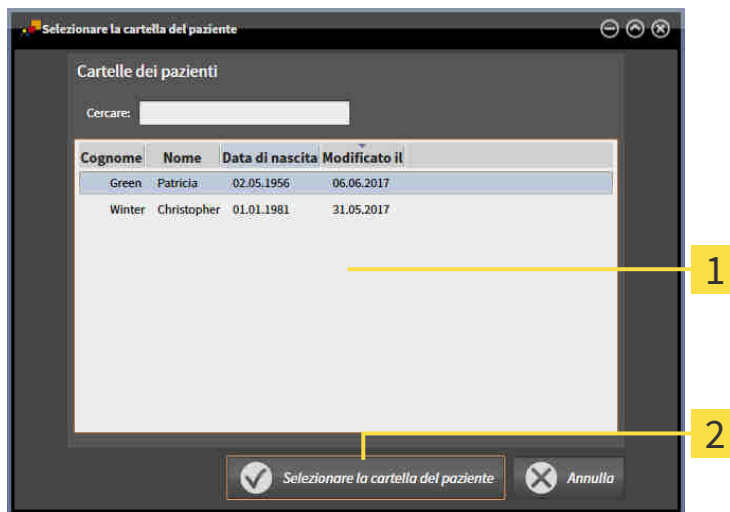 Selezionare la cartella del paziente
Cartelle dei pazienti
Cercare:
Cognome Nome Data di nascita Modificato il
Green Patricia 02.05.1956 06.06.2017
Winter Christopher 01.01.1981 31.05.2017
1
2
Selezionare la cartella del paziente Annulla